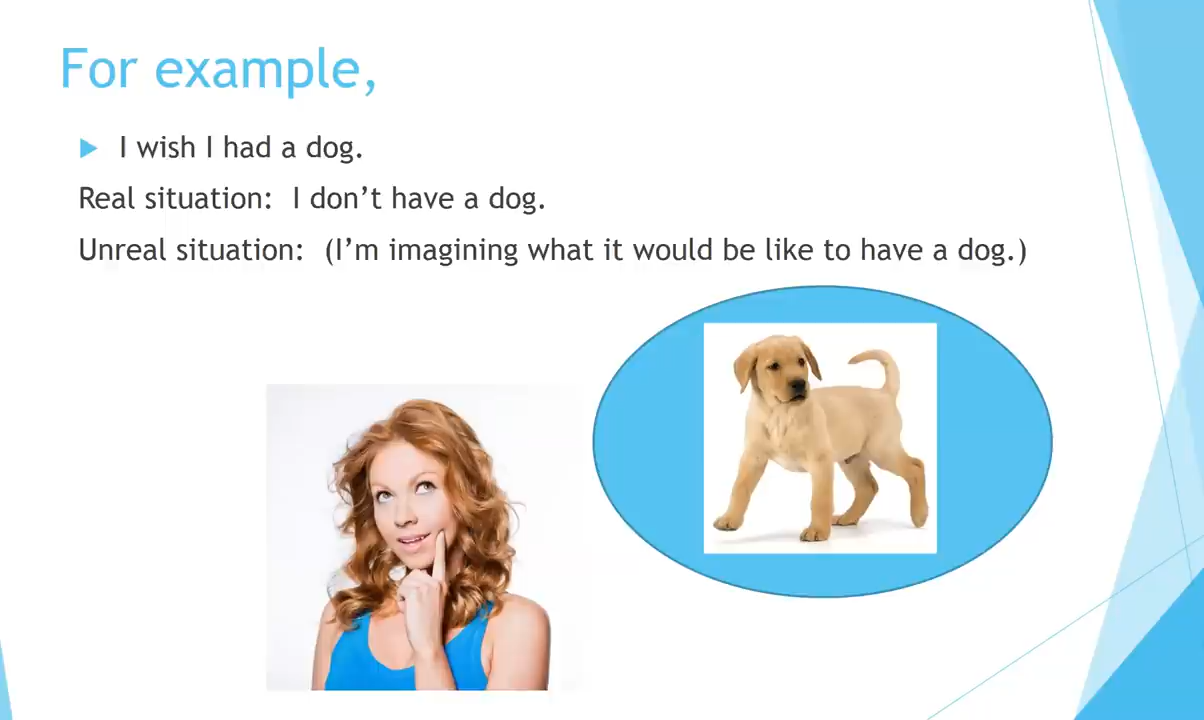 For example,
I wish I had a dog.
Real situation:  I don’t have a dog.
Unreal situation:  (I’m imagining what it would be like to have a dog.)